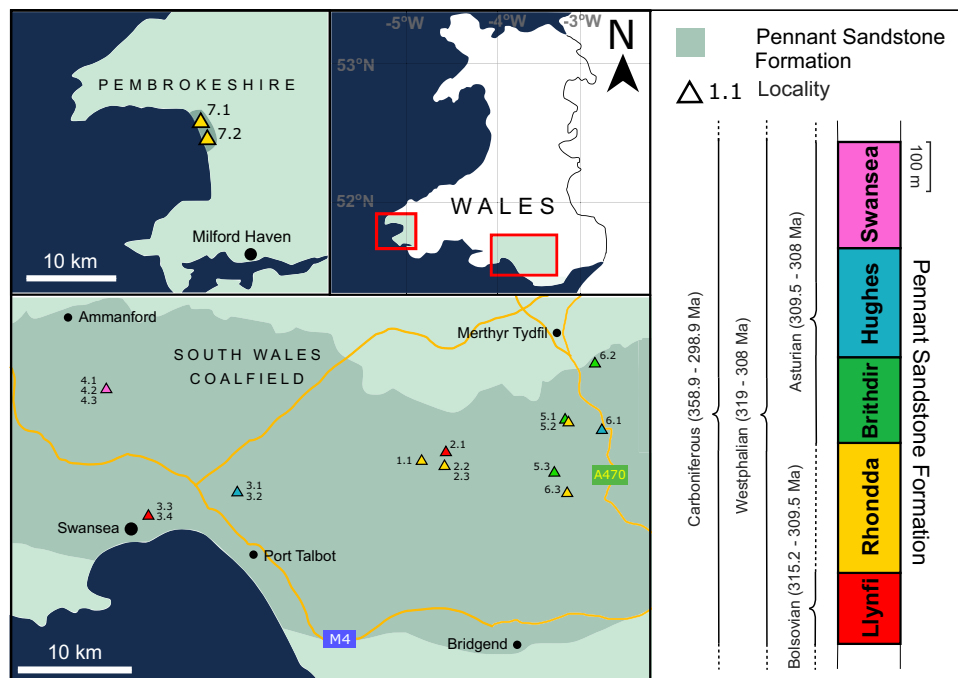 PEMBROKESHIRE
7.1
7.2
Milford Haven
10 km
-5°W
-4°W
-3°W
53°N
52°N
WALES
N
Pennant Sandstone
Formation
1.1 Locality
Ammanford
SOUTH WALES
COALFIELD
Merthyr Tydfil
6.2
4.1
4.2
4.3
5.1
5.2
6.1
2.1
1.1
2.2
2.3
5.3
A470
6.3
3.1
3.2
3.3
3.4
Swansea
Port Talbot
M4
Bridgend
10 km
Carboniferous (358.9 - 298.9 Ma)
Westphalian (319 - 308 Ma)
Asturian (309.5 - 308 Ma)
Bolsovian (315.2 - 309.5 Ma)
Swansea
Hughes
Brithdir
Rhondda
Llynfi
100 m
Pennant Sandstone Formation